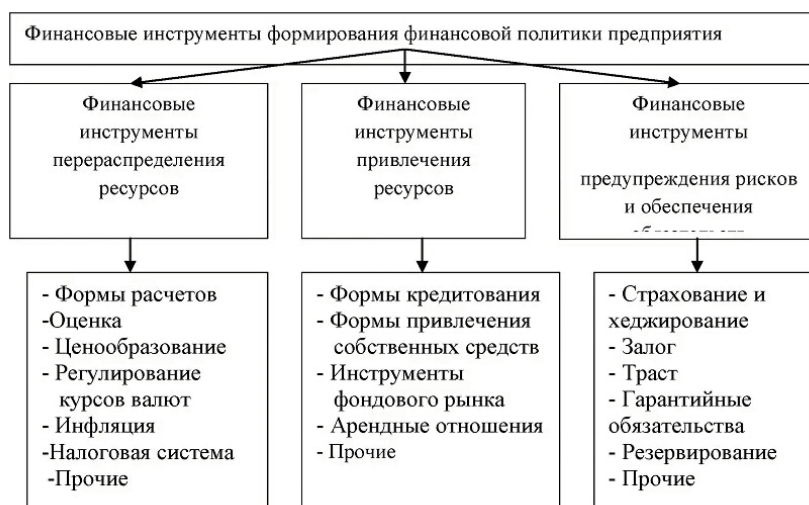 Финансовые инструменты формирования финансовой политики предприятия
Финансовые
инструменты
перераспределения
ресурсов
Финансовые
инструменты
привлечения
ресурсов
Финансовые
инструменты
предупреждения рисков
и обеспечения
- Формы расчетов
-Оценка
- Ценообразование
- Регулирование
курсов валют
- Инфляция
-Налоговая система
-Прочие
- Формы кредитования
- Формы привлечения
собственных средств
- Инструменты
фондового рынка
- Арендные отношения
- Прочие
- Страхование и
хеджирование
- Залог
- Траст
- Гарантийные
обязательства
- Резервирование
- Прочие